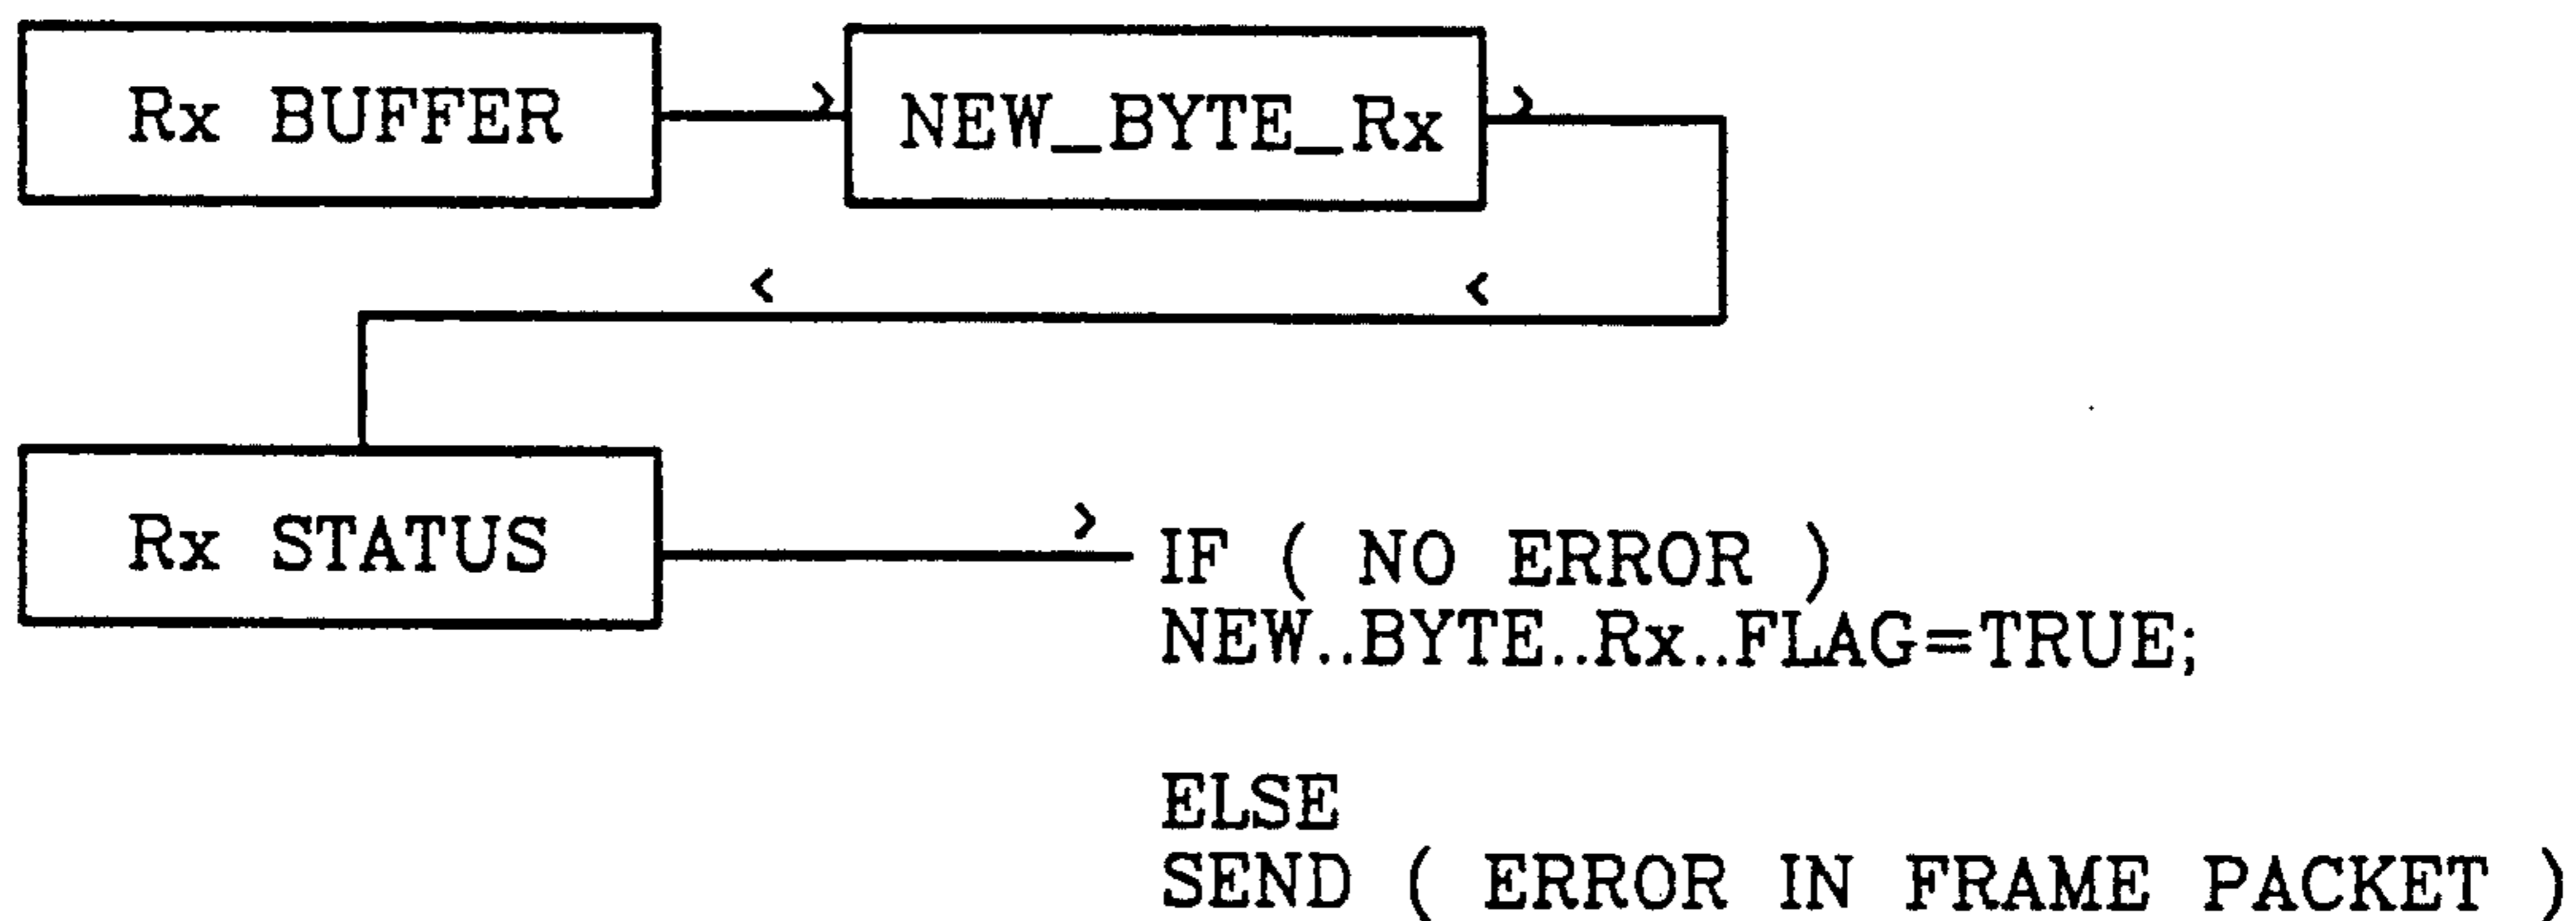 Rx BUFFER
NEW_BYTE_Rx
Rx STATUS
IF ( NO ERROR )
NEW..BYTE..Rx..FLAG=TRUE;
ELSE
SEND ( ERROR IN FRAME PACKET )